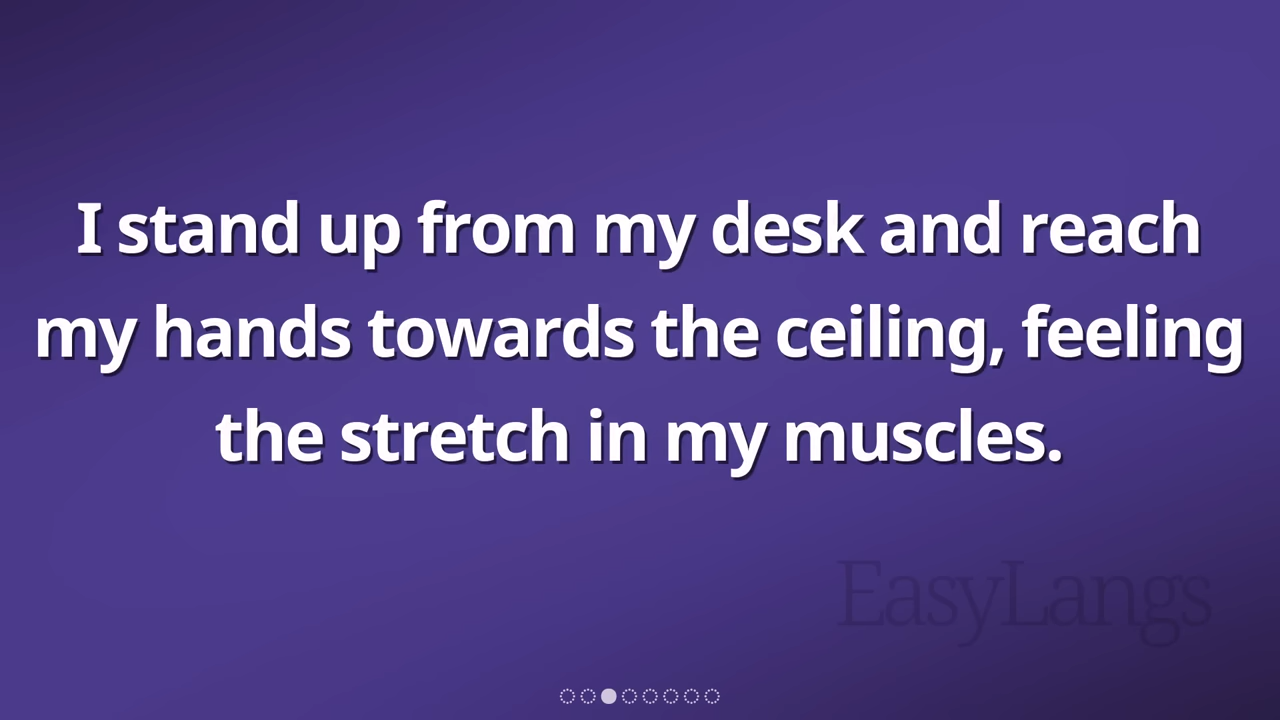 I stand up from my desk and reach
my hands towards the ceiling, feeling
the stretch in my muscles.
EasyLangs